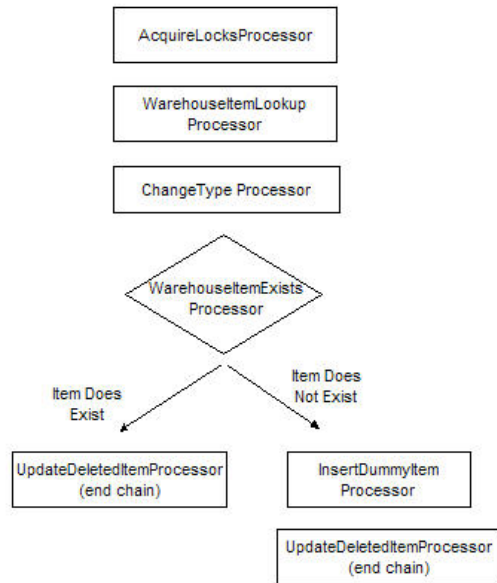 AcquireLocksProcessor
WarehouseItemLookup
Processor
ChangeType Processor
WarehouseItemExists
Processor
Item Does
Exist
Item Does
Not Exist
UpdateDeletedItemProcessor
(end chain)
InsertDummyItem
Processor
UpdateDeletedItemProcessor
(end chain)